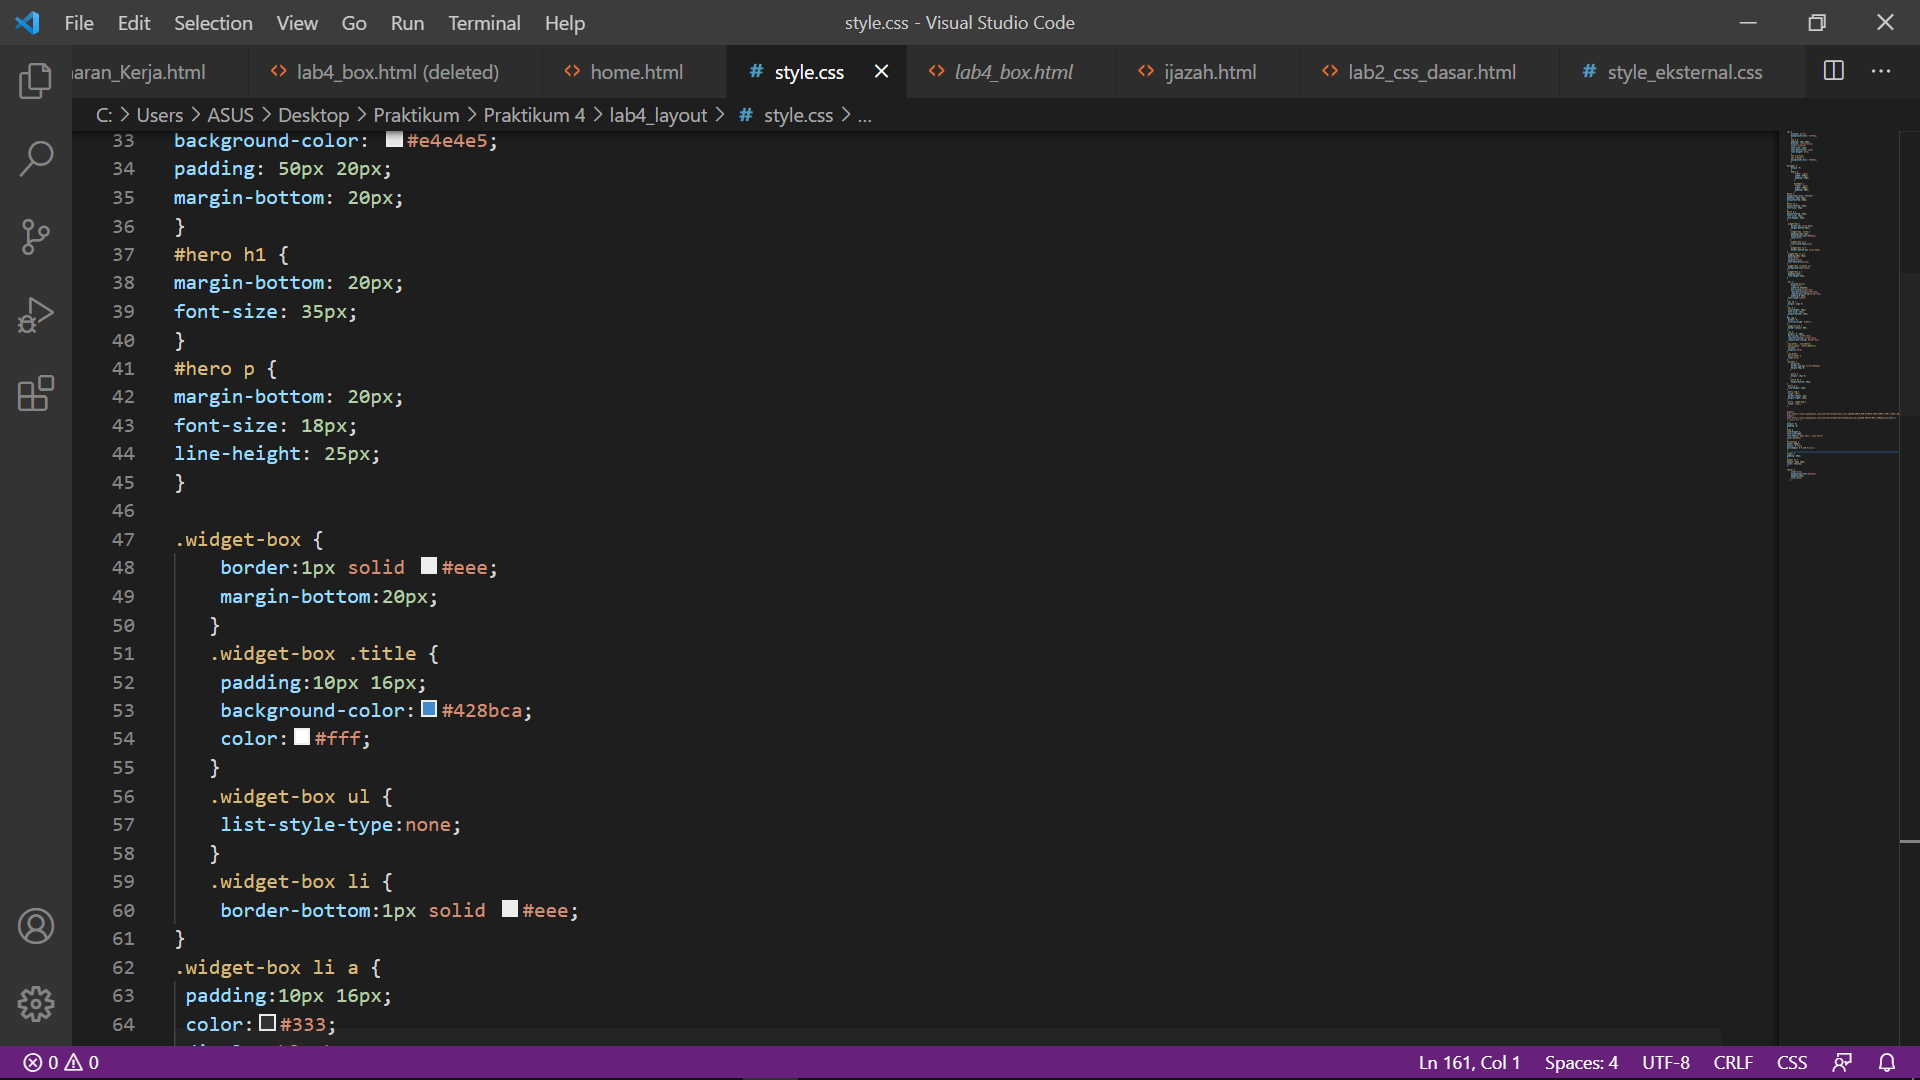 File Edit Selection View Go Run Terminal Help style.css - Visual Studio Code
aran_Kerja.html lab4_box.html (deleted) home.html # style.css lab4_box.html ijazah.html lab2_css_dasar.html # style_eksternal.css
C: > Users > ASUS > Desktop > Praktikum > Praktikum 4 > lab4_layout > # style.css > ...
33 background-color: #e4e4e5;
34 padding: 50px 20px;
35 margin-bottom: 20px;
36 }
37 #hero h1 {
38 margin-bottom: 20px;
39 font-size: 35px;
40 }
41 #hero p {
42 margin-bottom: 20px;
43 font-size: 18px;
44 line-height: 25px;
45 }
46
47 .widget-box {
48 border:1px solid #eee;
49 margin-bottom:20px;
50 }
51 .widget-box .title {
52 padding:10px 16px;
53 background-color:#428bca;
54 color:#fff;
55 }
56 .widget-box ul {
57 list-style-type:none;
58 }
59 .widget-box li {
60 border-bottom:1px solid #eee;
61 }
62 .widget-box li a {
63 padding:10px 16px;
64 color:#333;
0 0 Ln 161, Col 1 Spaces: 4 UTF-8 CRLF CSS